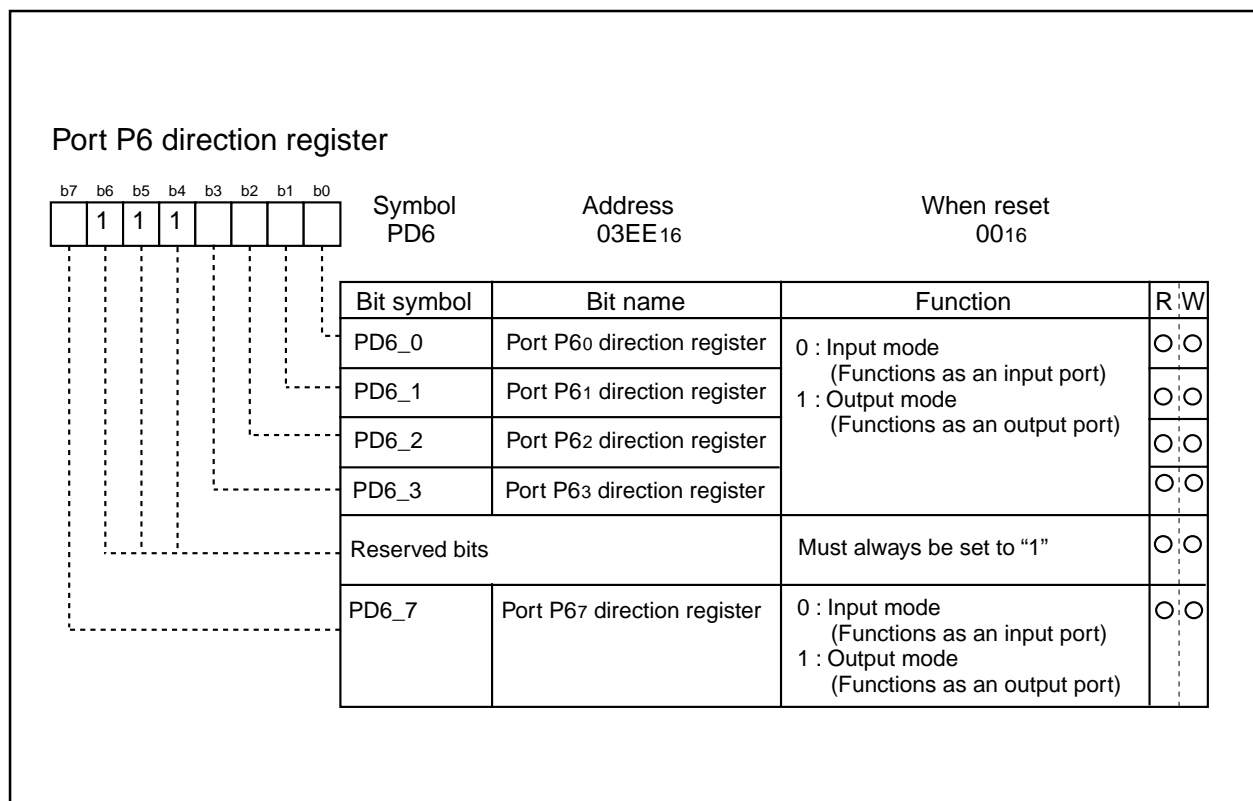 Port P6 direction register
b7 b6 b5 b4 b3 b2 b1 b0
1 1 1
Symbol Address When reset
PD6 03EE16 0016
Bit symbol Bit name Function R W
PD6_0 Port P60 direction register 0 : Input mode
(Functions as an input port)
PD6_1 Port P61 direction register 1 : Output mode
(Functions as an output port)
PD6_2 Port P62 direction register
PD6_3 Port P63 direction register
Reserved bits Must always be set to “1”
PD6_7 Port P67 direction register 0 : Input mode
(Functions as an input port)
1 : Output mode
(Functions as an output port)